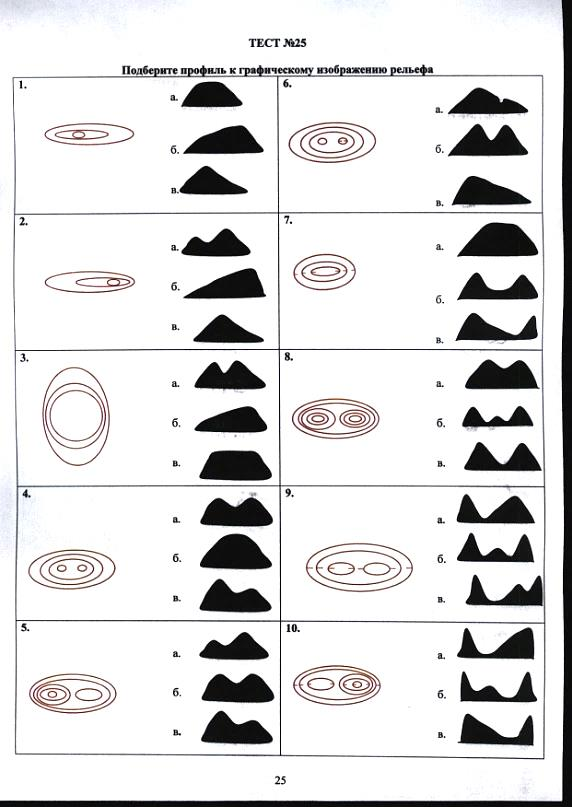 ТЕСТ №25
Подберите профиль к графическому изображению рельефа
1.
а.
б.
в.
6.
а.
б.
в.
2.
а.
б.
в.
7.
а.
б.
в.
3.
а.
б.
в.
8.
а.
б.
в.
4.
а.
б.
в.
9.
а.
б.
в.
5.
а.
б.
в.
10.
а.
б.
в.
25